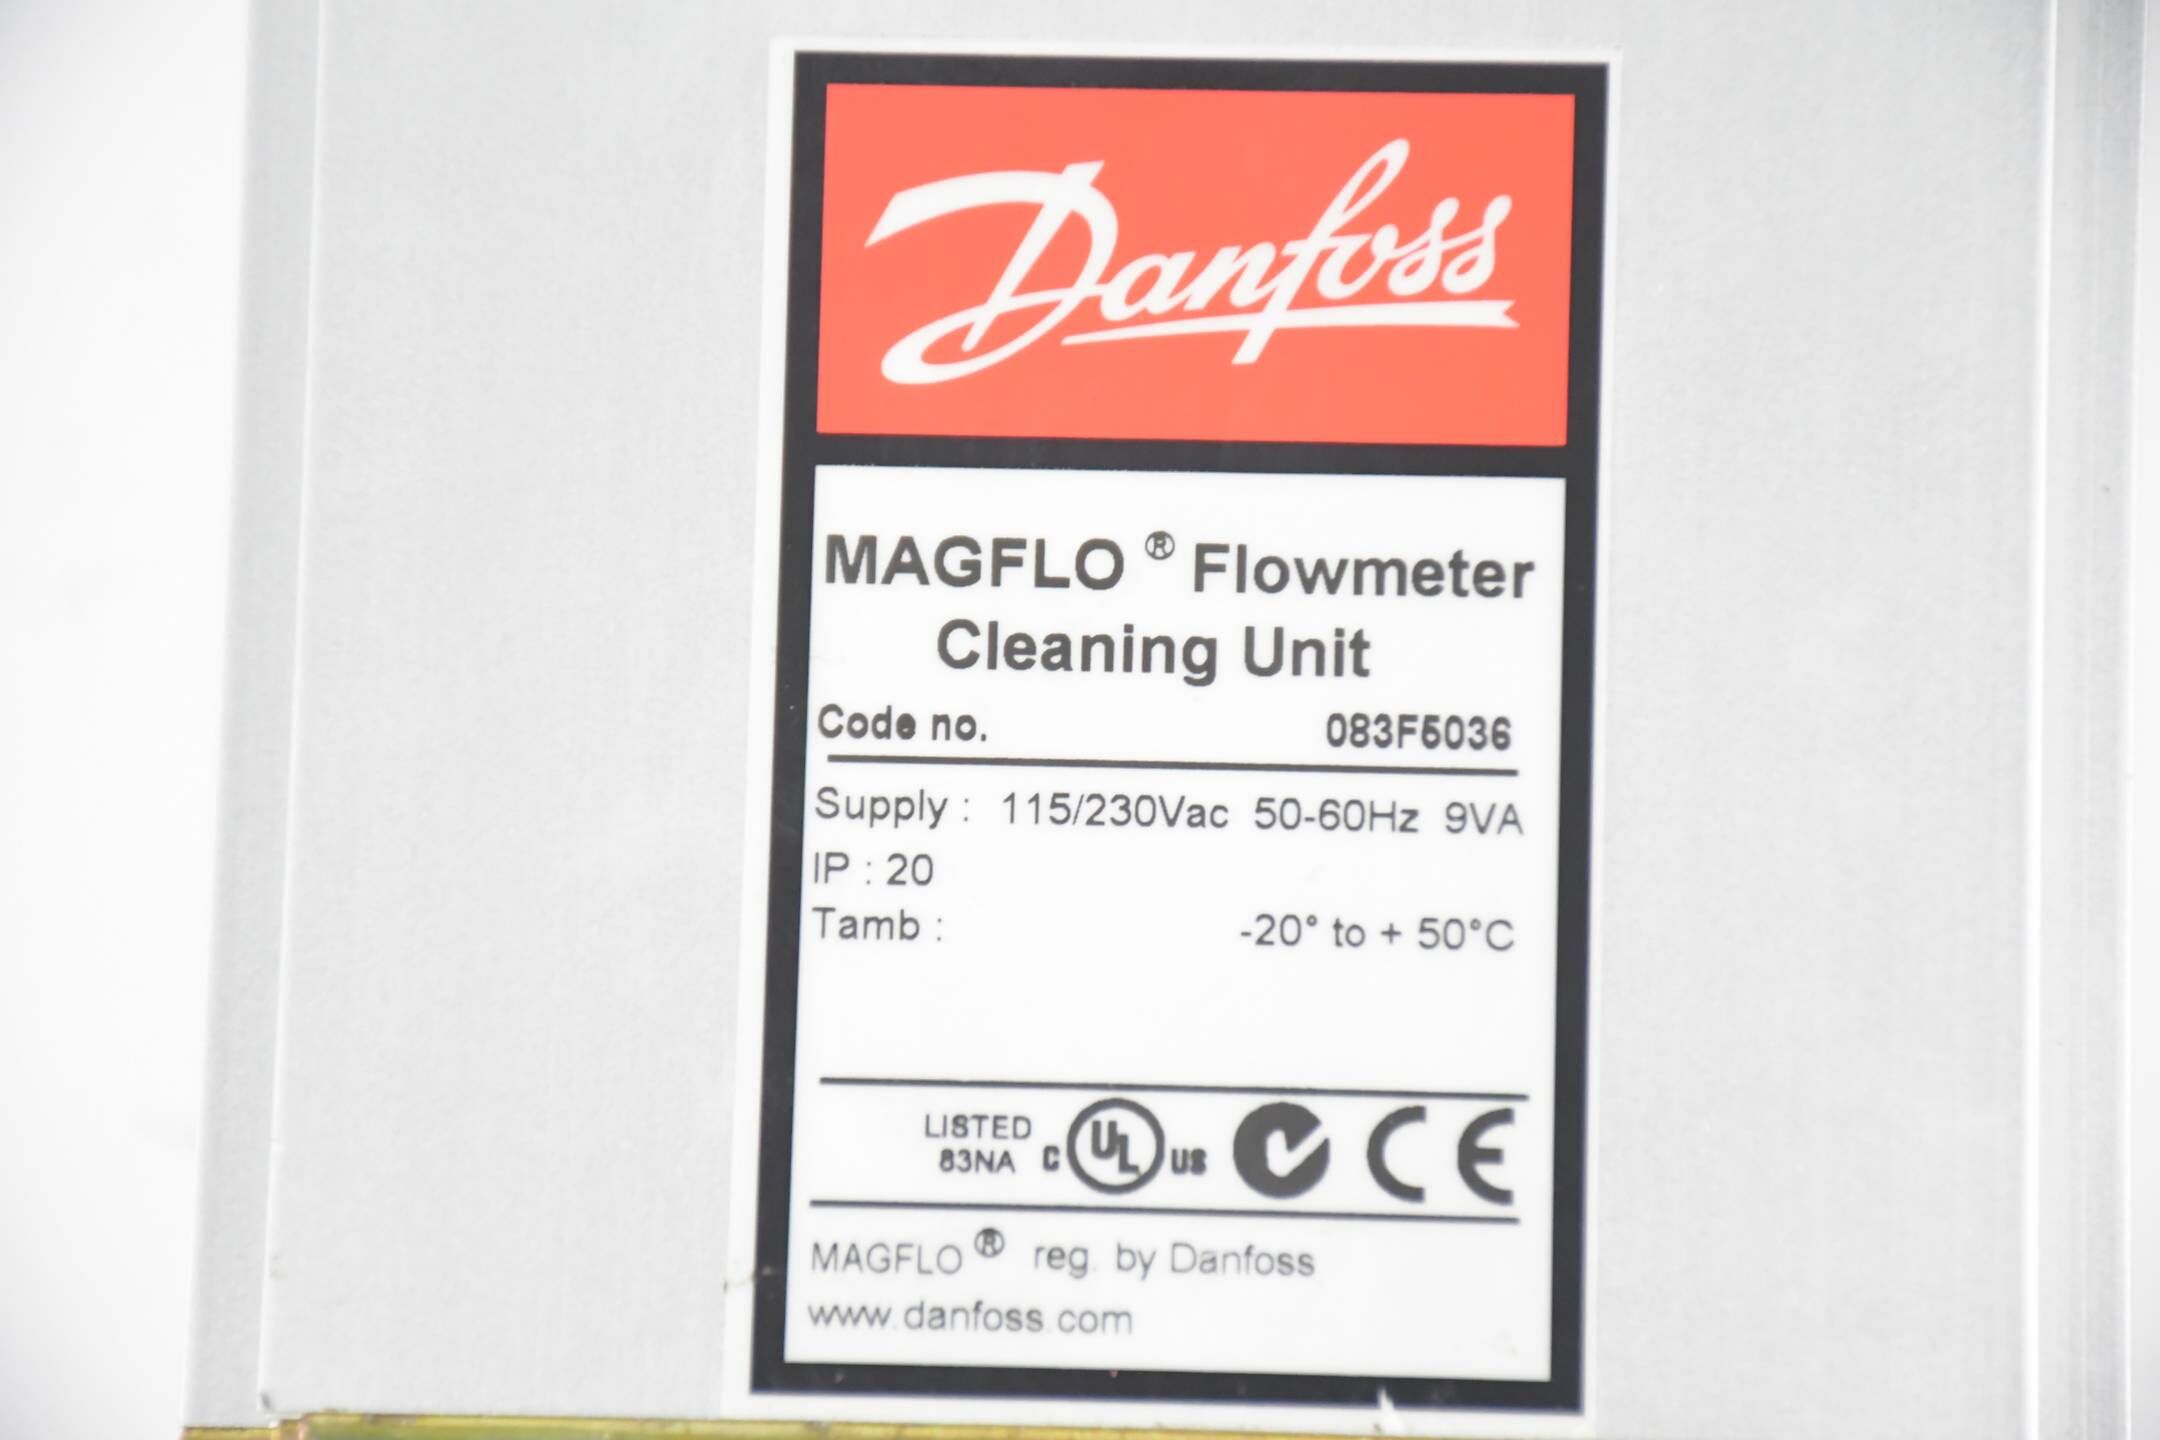 Danfoss
MAGFLO ® Flowmeter
Cleaning Unit
Code no. 083F5036
Supply : 115/230Vac 50-60Hz 9VA
IP : 20
Tamb : -20° to + 50°C
LISTED
83NA C UL US CE
MAGFLO ® reg. by Danfoss
www.danfoss.com